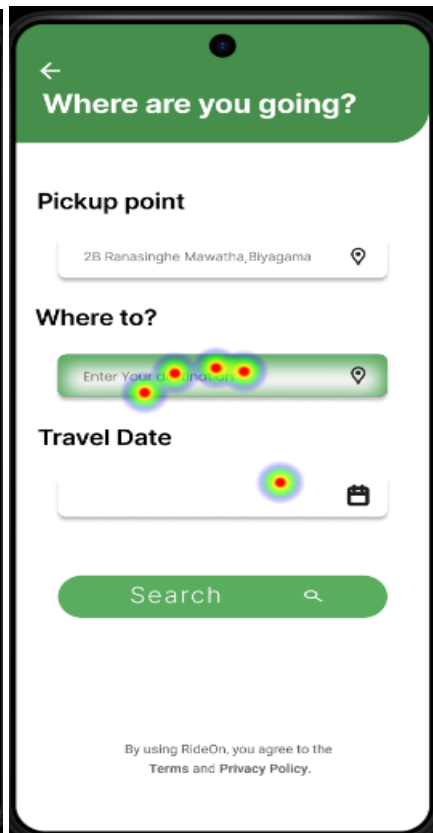 Where are you going?
Pickup point
2B Ranasinghe Mawatha,Biyagama
Where to?
Enter Your destination
Travel Date
Search
By using RideOn, you agree to the
Terms and Privacy Policy.